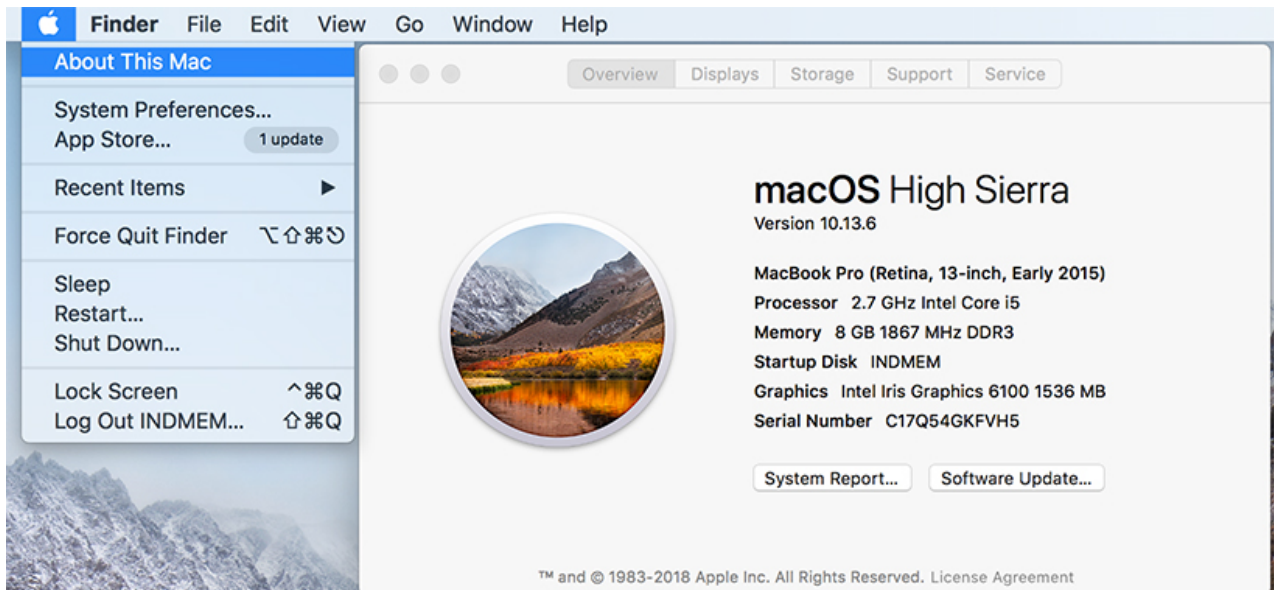 Finder File Edit View Go Window Help
About This Mac
System Preferences...
App Store... 1 update
Recent Items ▶
Force Quit Finder ⌥⇧⌘⎋
Sleep
Restart...
Shut Down...
Lock Screen ^⌘Q
Log Out INDMEM... ⇧⌘Q
Overview Displays Storage Support Service
macOS High Sierra
Version 10.13.6
MacBook Pro (Retina, 13-inch, Early 2015)
Processor 2.7 GHz Intel Core i5
Memory 8 GB 1867 MHz DDR3
Startup Disk INDMEM
Graphics Intel Iris Graphics 6100 1536 MB
Serial Number C17Q54GKFVH5
System Report... Software Update...
™ and © 1983-2018 Apple Inc. All Rights Reserved. License Agreement